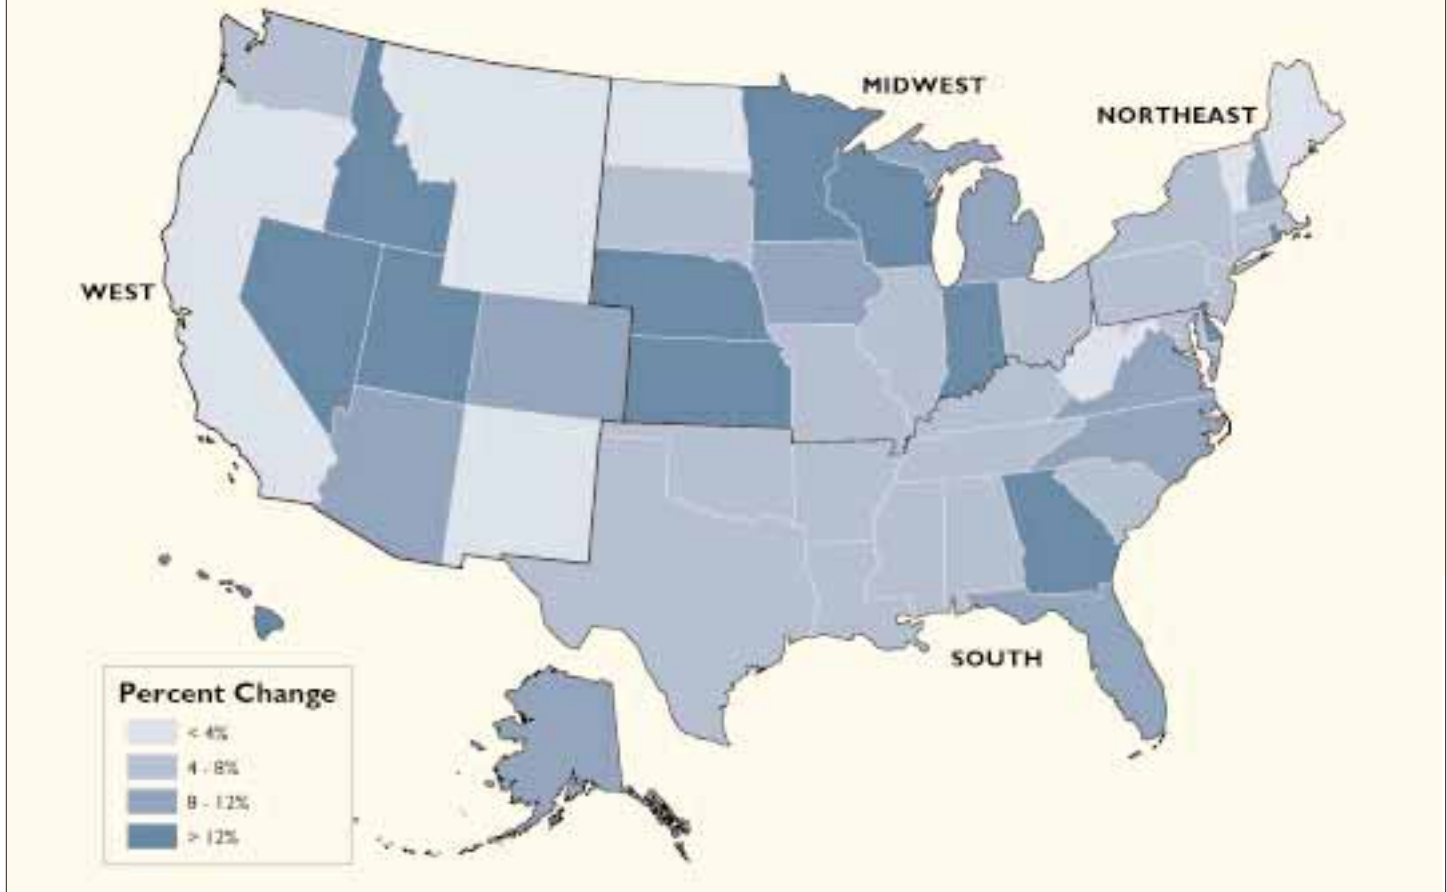 MIDWEST
NORTHEAST
WEST
SOUTH
Percent Change
< 4%
4 - 8%
8 - 12%
> 12%